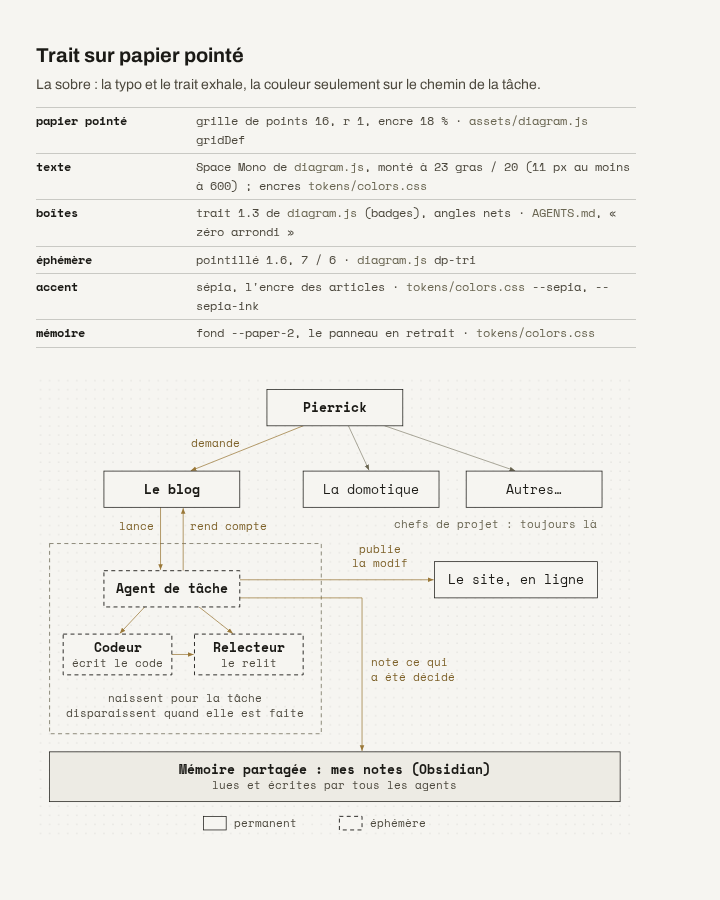 Trait sur papier pointé
La sobre : la typo et le trait exhale, la couleur seulement sur le chemin de la tâche.
papier pointé
grille de points 16, r 1, encre 18 % · assets/diagram.js
gridDef
texte
Space Mono de diagram.js, monté à 23 gras / 20 (11 px au moins
à 600) ; encres tokens/colors.css
boîtes
trait 1.3 de diagram.js (badges), angles nets · AGENTS.md, «
zéro arrondi »
éphémère
pointillé 1.6, 7 / 6 · diagram.js dp-tri
accent
sépia, l'encre des articles · tokens/colors.css --sepia, --
sepia-ink
mémoire
fond --paper-2, le panneau en retrait · tokens/colors.css
Pierrick
demande
Le blog
La domotique
Autres…
lance
rend compte
chefs de projet : toujours là
publie
la modif
Agent de tâche
Le site, en ligne
Codeur
écrit le code
Relecteur
le relit
note ce qui
a été décidé
naissent pour la tâche
disparaissent quand elle est faite
Mémoire partagée : mes notes (Obsidian)
lues et écrites par tous les agents
permanent
éphémère